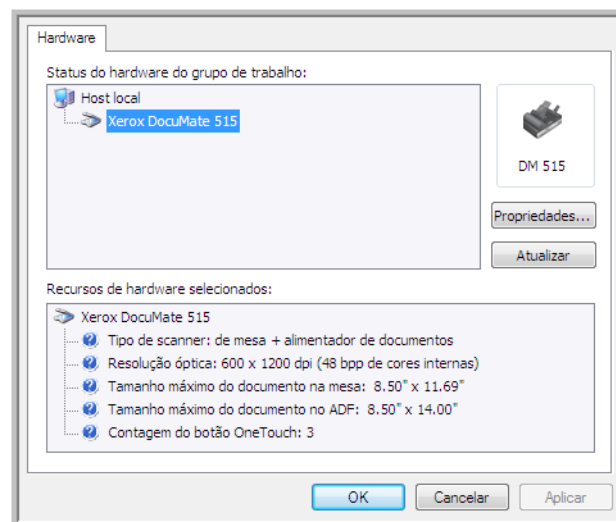 Hardware
Status do hardware do grupo de trabalho:
Host local
Xerox DocuMate 515
DM 515
Propriedades...
Atualizar
Recursos de hardware selecionados:
Xerox DocuMate 515
Tipo de scanner: de mesa + alimentador de documentos
Resolução óptica: 600 x 1200 dpi (48 bpp de cores internas)
Tamanho máximo do documento na mesa: 8.50" x 11.69"
Tamanho máximo do documento no ADF: 8.50" x 14.00"
Contagem do botão OneTouch: 3
OK Cancelar Aplicar